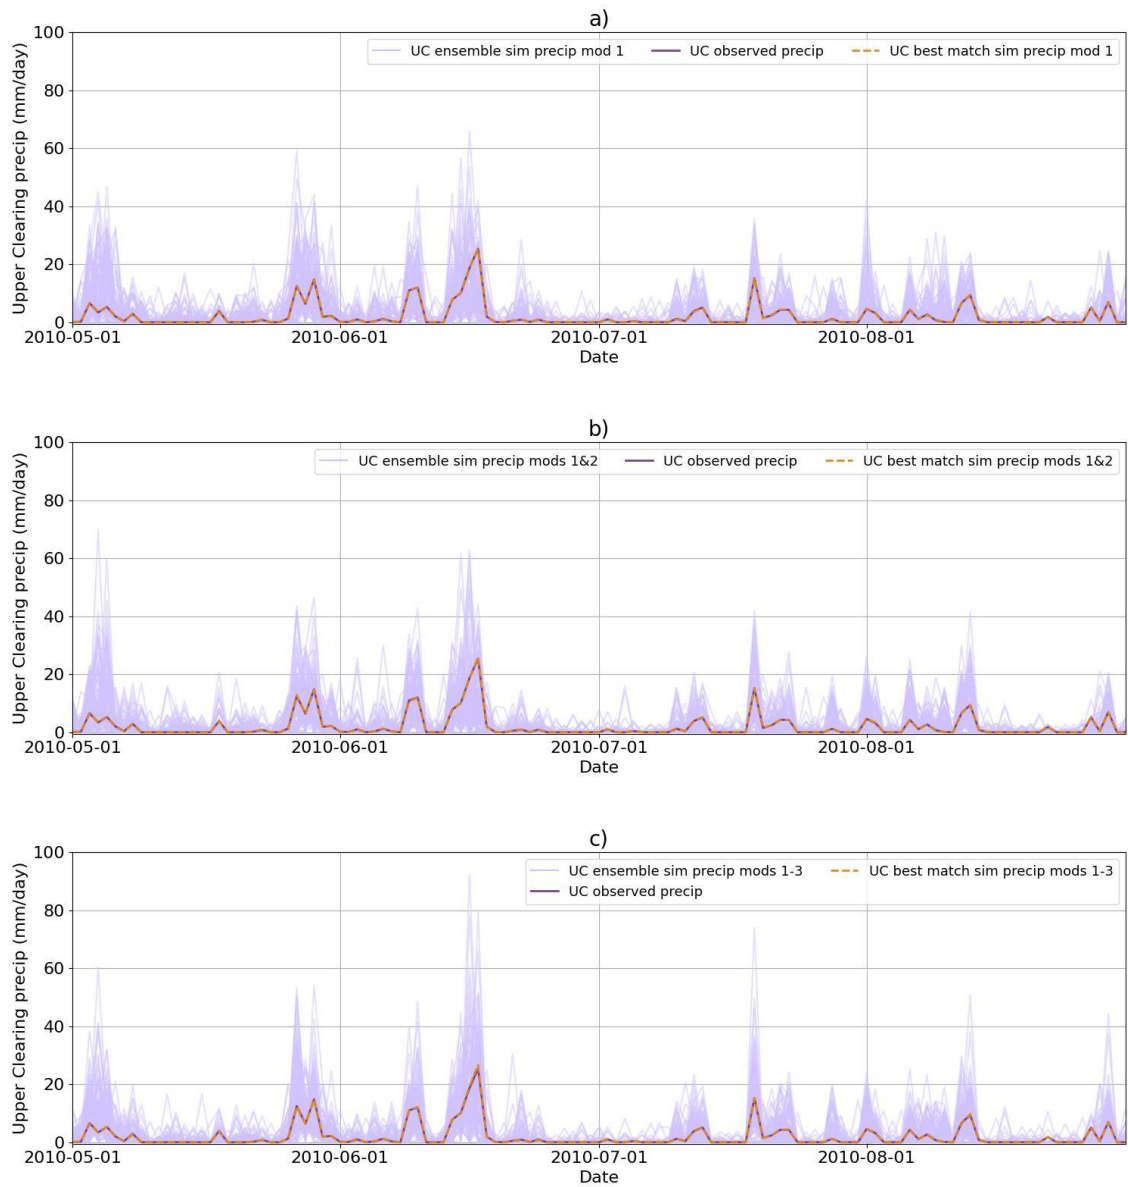 a)
UC ensemble sim precip mod 1 UC observed precip UC best match sim precip mod 1
Upper Clearing precip (mm/day)
100
80
60
40
20
0
2010-05-01 2010-06-01 2010-07-01 2010-08-01
Date
b)
UC ensemble sim precip mods 1&2 UC observed precip UC best match sim precip mods 1&2
Upper Clearing precip (mm/day)
100
80
60
40
20
0
2010-05-01 2010-06-01 2010-07-01 2010-08-01
Date
c)
UC ensemble sim precip mods 1-3 UC best match sim precip mods 1-3
UC observed precip
Upper Clearing precip (mm/day)
100
80
60
40
20
0
2010-05-01 2010-06-01 2010-07-01 2010-08-01
Date